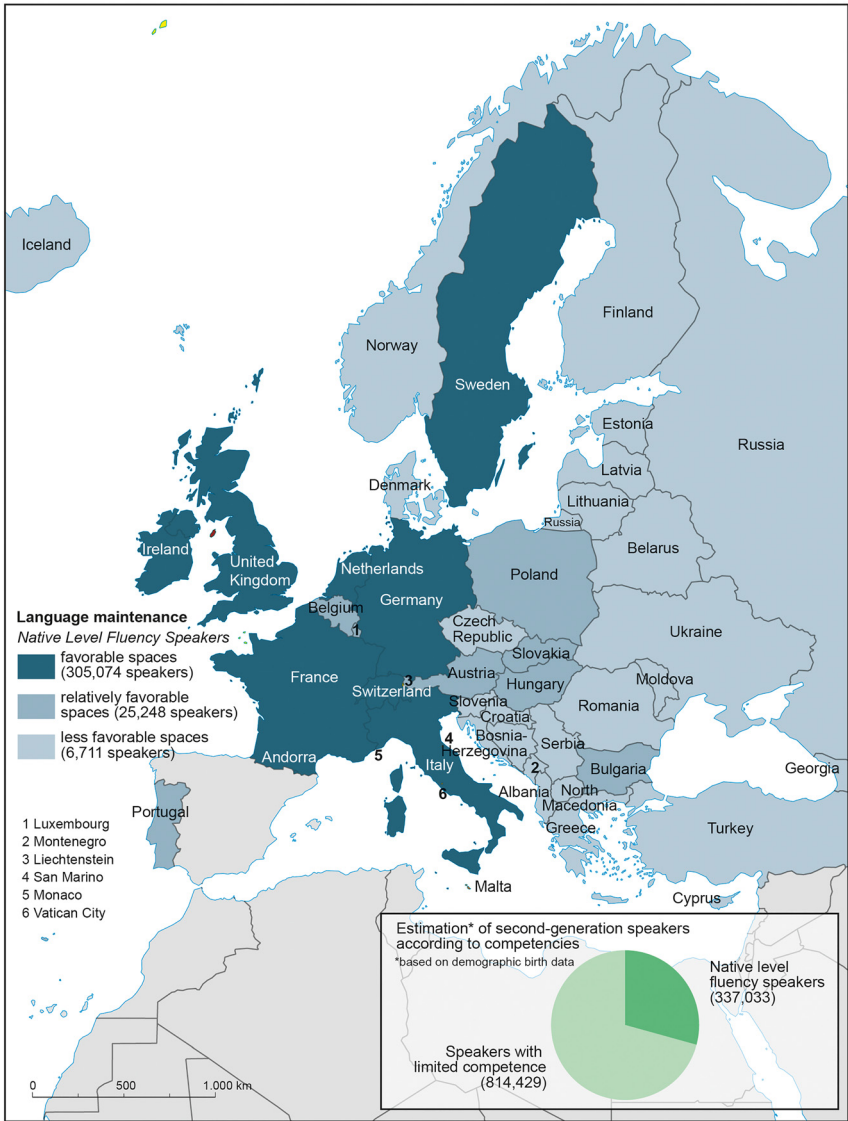 Iceland
Norway
Finland
Sweden
Estonia
Russia
Latvia
Denmark
Lithuania
Russia
Ireland
United
Kingdom
Netherlands
Belarus
Poland
Germany
Belgium
1
Czech
Republic
Ukraine
Slovakia
Austria
France
3
Switzerland
Hungary
Moldova
Slovenia
Romania
Croatia
Bosnia-
Herzegovina
4
Serbia
Andorra
5
Italy
2
Bulgaria
Georgia
6
Albania
North
Macedonia
Portugal
Greece
Turkey
Malta
Cyprus
Language maintenance
Native Level Fluency Speakers
favorable spaces
(305,074 speakers)
relatively favorable
spaces (25,248 speakers)
less favorable spaces
(6,711 speakers)
1 Luxembourg
2 Montenegro
3 Liechtenstein
4 San Marino
5 Monaco
6 Vatican City
0 500 1.000 km
Estimation* of second-generation speakers
according to competencies
*based on demographic birth data
Native level
fluency speakers
(337,033)
Speakers with
limited competence
(814,429)